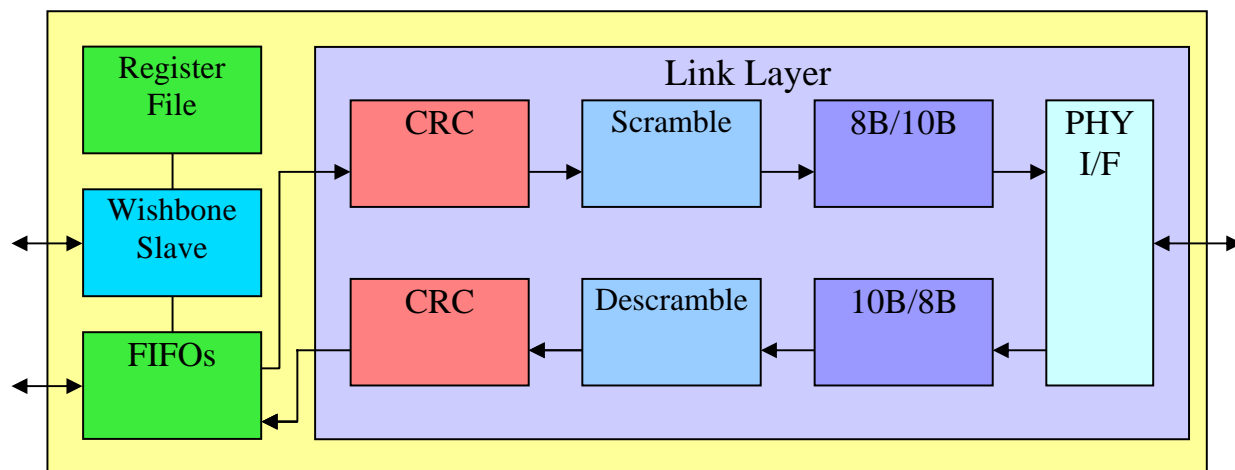 Register
File
Wishbone
Slave
FIFOs
Link Layer
CRC
Scramble
8B/10B
PHY
I/F
CRC
Descramble
10B/8B